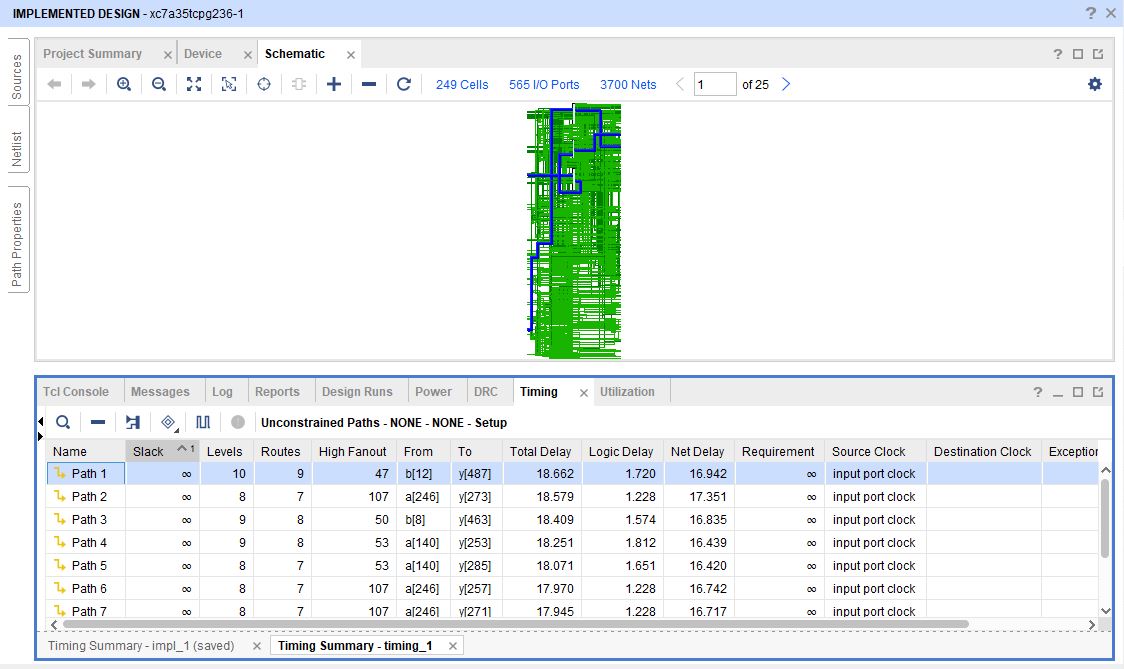 IMPLEMENTED DESIGN - xc7a35tcpg236-1 ? ×
Sources
Netlist
Path Properties
Project Summary × Device × Schematic × ?
249 Cells 565 I/O Ports 3700 Nets 1 of 25
Tcl Console Messages Log Reports Design Runs Power DRC Timing × Utilization ?
Unconstrained Paths - NONE - NONE - Setup
Name Slack 1 Levels Routes High Fanout From To Total Delay Logic Delay Net Delay Requirement Source Clock Destination Clock Exception
Path 1 ∞ 10 9 47 b[12] y[487] 18.662 1.720 16.942 ∞ input port clock
Path 2 ∞ 8 7 107 a[246] y[273] 18.579 1.228 17.351 ∞ input port clock
Path 3 ∞ 9 8 50 b[8] y[463] 18.409 1.574 16.835 ∞ input port clock
Path 4 ∞ 9 8 53 a[140] y[253] 18.251 1.812 16.439 ∞ input port clock
Path 5 ∞ 8 7 53 a[140] y[285] 18.071 1.651 16.420 ∞ input port clock
Path 6 ∞ 8 7 107 a[246] y[257] 17.970 1.228 16.742 ∞ input port clock
Path 7 ∞ 8 7 107 a[246] y[271] 17.945 1.228 16.717 ∞ input port clock
Timing Summary - impl_1 (saved) × Timing Summary - timing_1 ×